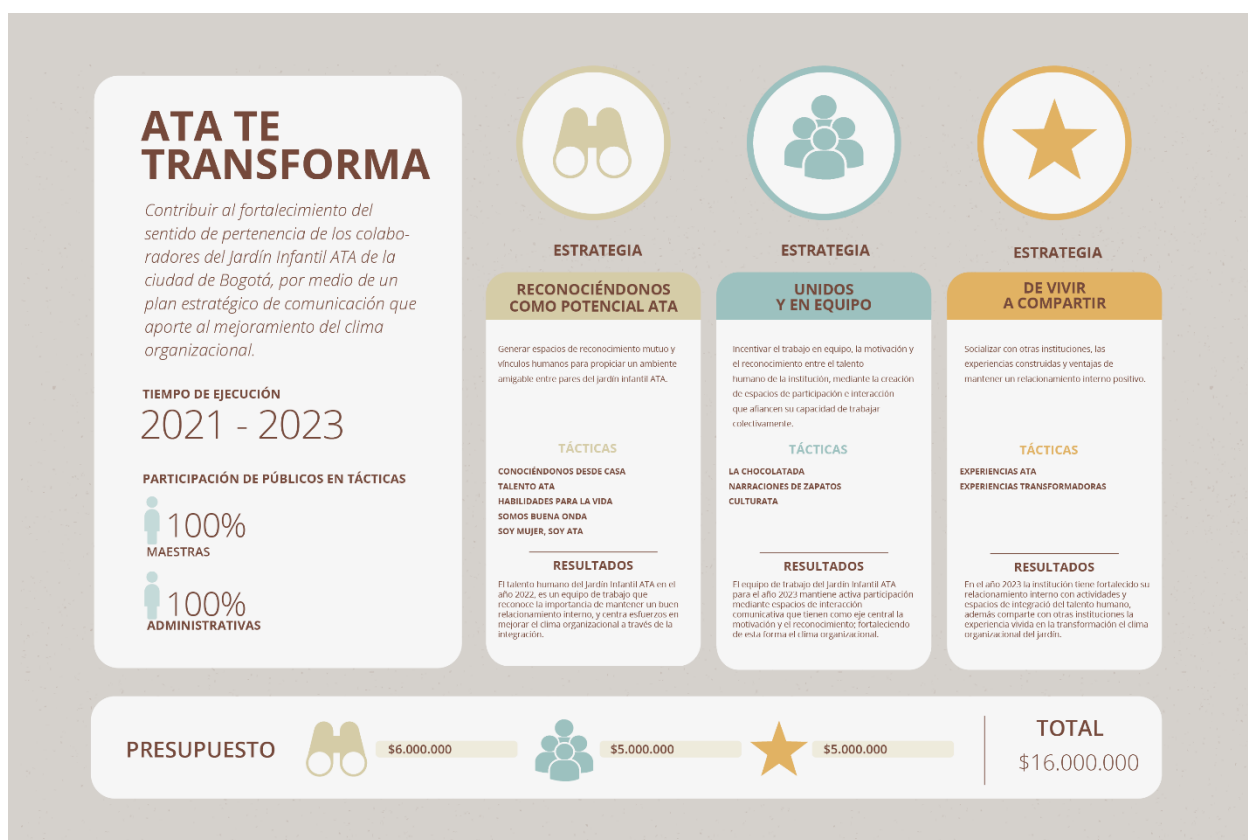 ATA TE
TRANSFORMA
Contribuir al fortalecimiento del
sentido de pertenencia de los colabo-
radores del Jardín Infantil ATA de la
ciudad de Bogotá, por medio de un
plan estratégico de comunicación que
aporte al mejoramiento del clima
organizacional.
TIEMPO DE EJECUCIÓN
2021 - 2023
PARTICIPACIÓN DE PÚBLICOS EN TÁCTICAS
100%
MAESTRAS
100%
ADMINISTRATIVAS
ESTRATEGIA
RECONOCIÉNDONOS
COMO POTENCIAL ATA
Generar espacios de reconocimiento mutuo y
vínculos humanos para propiciar un ambiente
amigable entre pares del jardín infantil ATA.
TÁCTICAS
CONOCIÉNDONOS DESDE CASA
TALENTO ATA
HABILIDADES PARA LA VIDA
SOMOS BUENA ONDA
SOY MUJER, SOY ATA
RESULTADOS
El talento humano del Jardín Infantil ATA en el
año 2022, es un equipo de trabajo que
reconoce la importancia de mantener un buen
relacionamiento interno, y centra esfuerzos en
mejorar el clima organizacional a través de la
integración.
ESTRATEGIA
UNIDOS
Y EN EQUIPO
Incentivar el trabajo en equipo, la motivación y
el reconocimiento entre el talento
humano de la institución, mediante la creación
de espacios de participación e interacción
que afiancen su capacidad de trabajar
colectivamente.
TÁCTICAS
LA CHOCOLATADA
NARRACIONES DE ZAPATOS
CULTURATA
RESULTADOS
El equipo de trabajo del Jardín Infantil ATA
para el año 2023 mantiene activa participación
mediante espacios de interacción
comunicativa que tienen como eje central la
motivación y el reconocimiento; fortaleciendo
de esta forma el clima organizacional.
ESTRATEGIA
DE VIVIR
A COMPARTIR
Socializar con otras instituciones, las
experiencias construidas y ventajas de
mantener un relacionamiento interno positivo.
TÁCTICAS
EXPERIENCIAS ATA
EXPERIENCIAS TRANSFORMADORAS
RESULTADOS
En el año 2023 la institución tiene fortalecido su
relacionamiento interno con actividades y
espacios de integració del talento humano,
además comparte con otras instituciones la
experiencia vivida en la transformación el clima
organizacional del jardín.
PRESUPUESTO
$6.000.000
$5.000.000
$5.000.000
TOTAL
$16.000.000